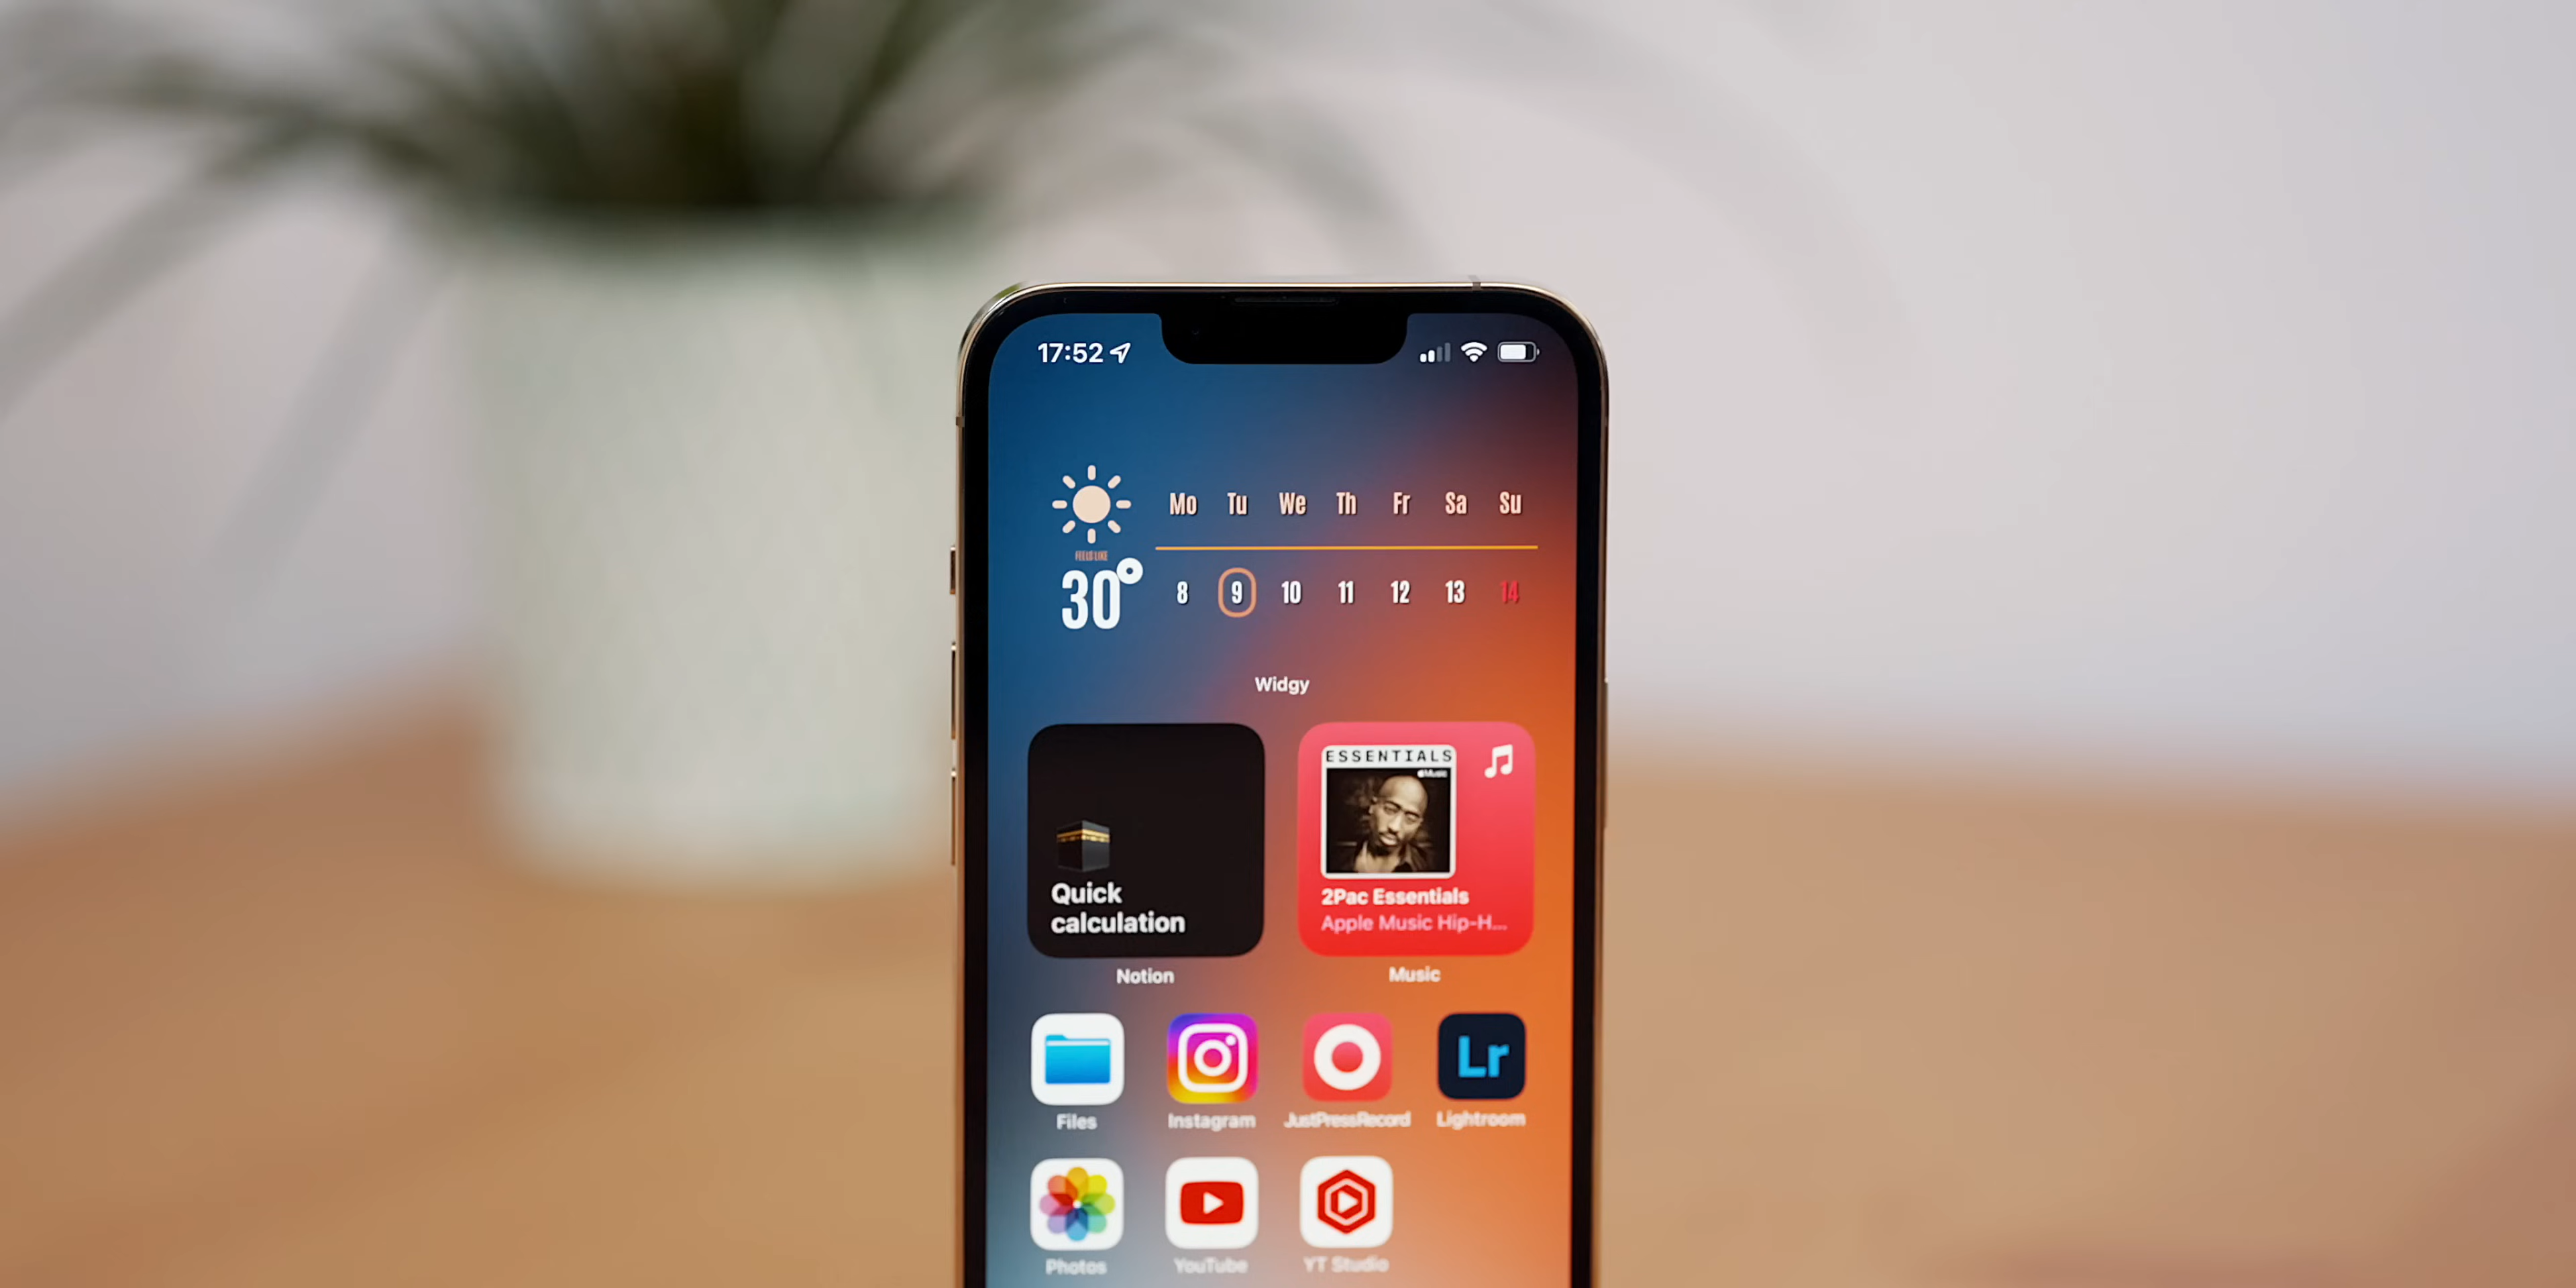 17:52
Mo Tu We Th Fr Sa Su
FEELS LIKE
30°
8 9 10 11 12 13 14
Widgy
ESSENTIALS
Music
2Pac Essentials
Apple Music Hip-H...
Quick
calculation
Notion
Music
Files Instagram JustPressRecord Lightroom
Lr
Photos YouTube YT Studio